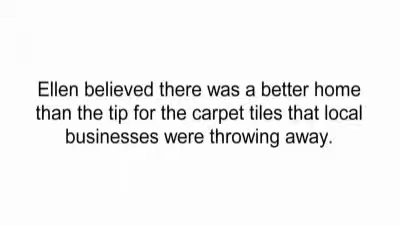 Ellen believed there was a better home
than the tip for the carpet tiles that local
businesses were throwing away.